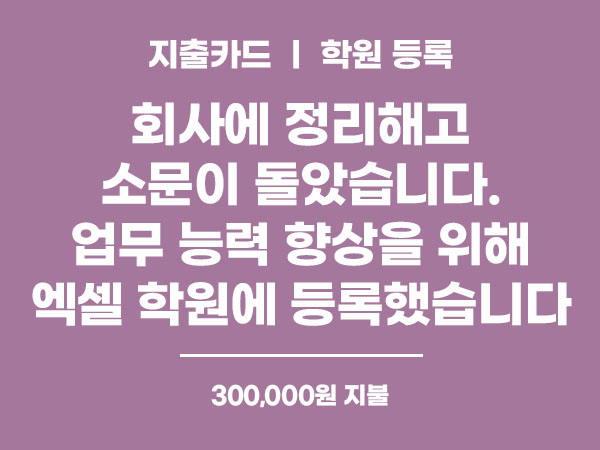 지출카드 ㅣ 학원 등록
회사에 정리해고
소문이 돌았습니다.
업무 능력 향상을 위해
엑셀 학원에 등록했습니다
300,000원 지불